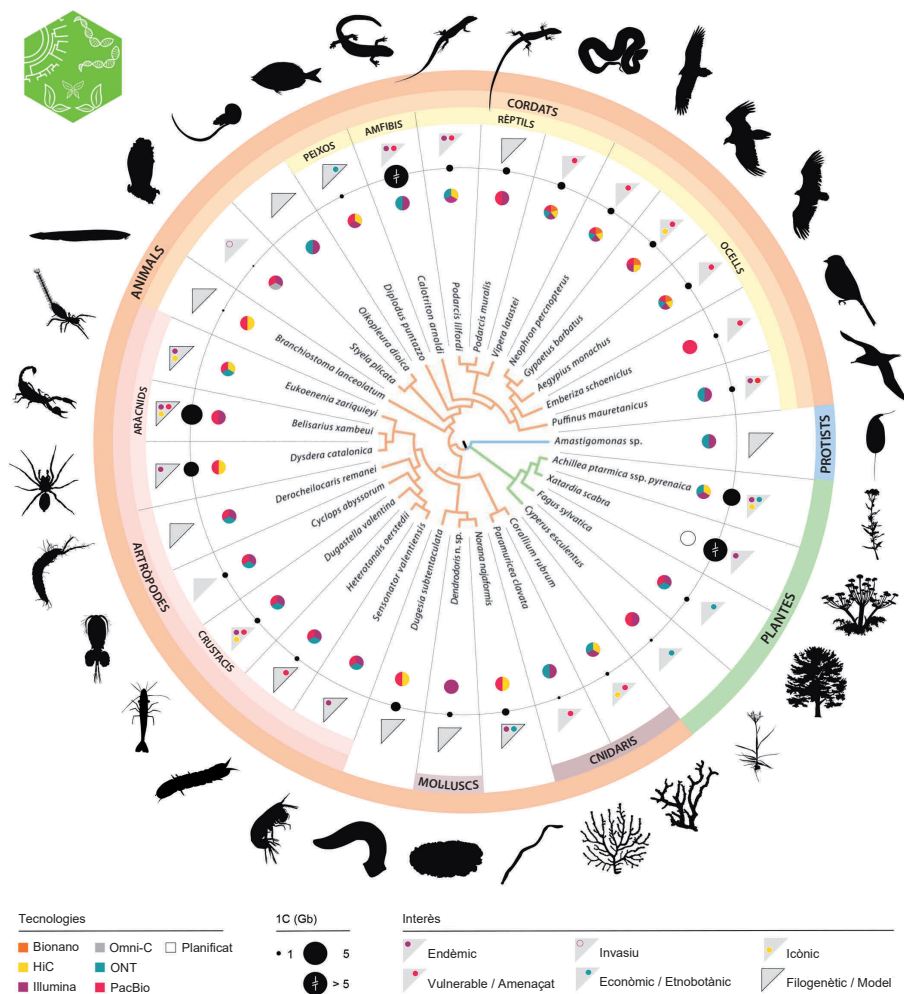 CORDATS
RÈPTILS
AMFIBIS
PEIXOS
OCELLS
ANIMALS
ARÀCNIDS
ARTRÒPODES
CRUSTACIS
MOL·LUSCS
CNIDARIS
PLANTES
PROTISTS
Branchiostoma lanceolatum
Styela plicata
Oikopleura dioica
Diplodus puntazzo
Calotriton arnoldi
Podarcis lilfordi
Podarcis muralis
Vipera latastei
Neophron percnopterus
Gypaetus barbatus
Aegypius monachus
Emberiza schoeniclus
Puffinus mauretanicus
Amastigomonas sp.
Achillea ptarmica ssp. pyrenaica
Xatardia scabra
Fagus sylvatica
Cyperus esculentus
Corallium rubrum
Paramuricea clavata
Norana najaformis
Dendrodoris n. sp.
Dugesia subtentaculata
Sensonator valentiensis
Heterotanais oerstedii
Dugastella valentina
Cyclops abyssorum
Derocheilocaris remanei
Dysdera catalonica
Belisarius xambeui
Eukoenenia zariquieyi
Tecnologies
Bionano
HiC
Illumina
Omni-C
ONT
PacBio
Planificat
1C (Gb)
1
5
> 5
Interès
Endèmic
Vulnerable / Amenaçat
Invasiu
Econòmic / Etnobotànic
Icònic
Filogenètic / Model